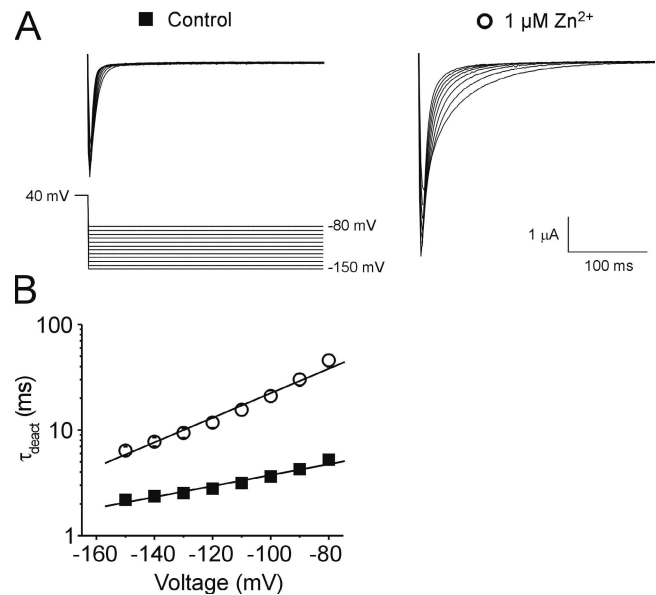 A
■ Control
○ 1 µM Zn²⁺
40 mV
-80 mV
-150 mV
1 µA
100 ms
B
100
10
1
τdeact (ms)
-160 -140 -120 -100 -80
Voltage (mV)